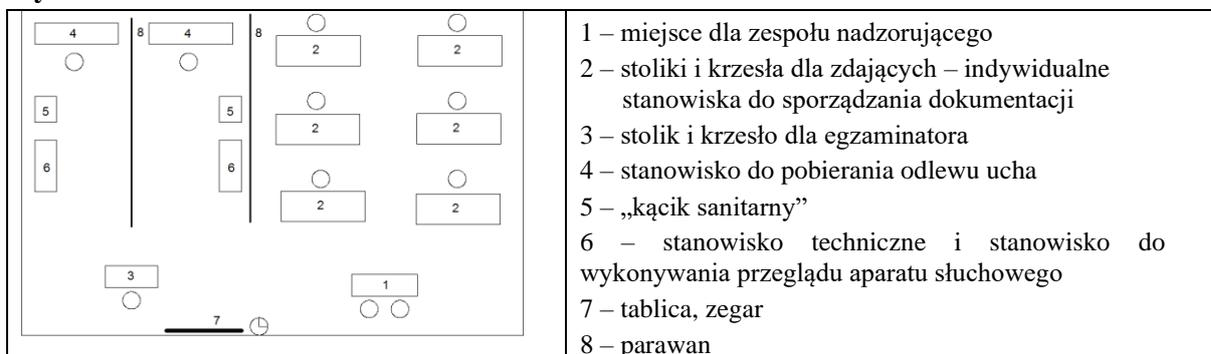 4
8
4
8
2
2
5
5
2
2
6
6
2
2
3
1
7
1 – miejsce dla zespołu nadzorującego
2 – stoliki i krzesła dla zdających – indywidualne
stanowiska do sporządzania dokumentacji
3 – stolik i krzesło dla egzaminatora
4 – stanowisko do pobierania odlewu ucha
5 – „kącik sanitarny”
6 – stanowisko techniczne i stanowisko do
wykonywania przeglądu aparatu słuchowego
7 – tablica, zegar
8 – parawan